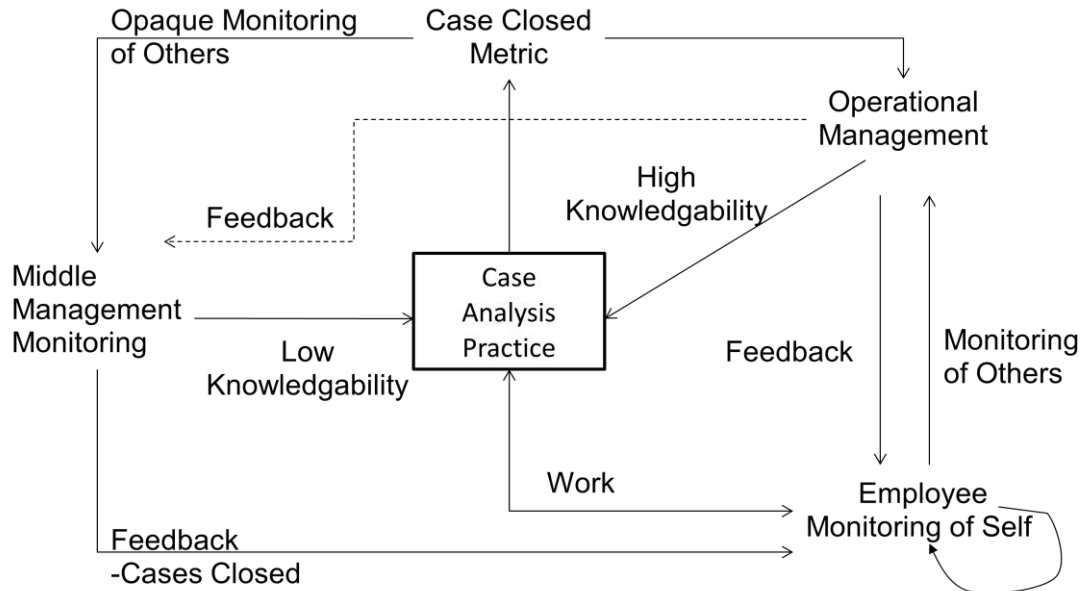 Opaque Monitoring
of Others
Case Closed
Metric
Operational
Management
High
Knowledgability
Feedback
Case
Analysis
Practice
Middle
Management
Monitoring
Low
Knowledgability
Feedback
Monitoring
of Others
Work
Employee
Monitoring of Self
Feedback
-Cases Closed